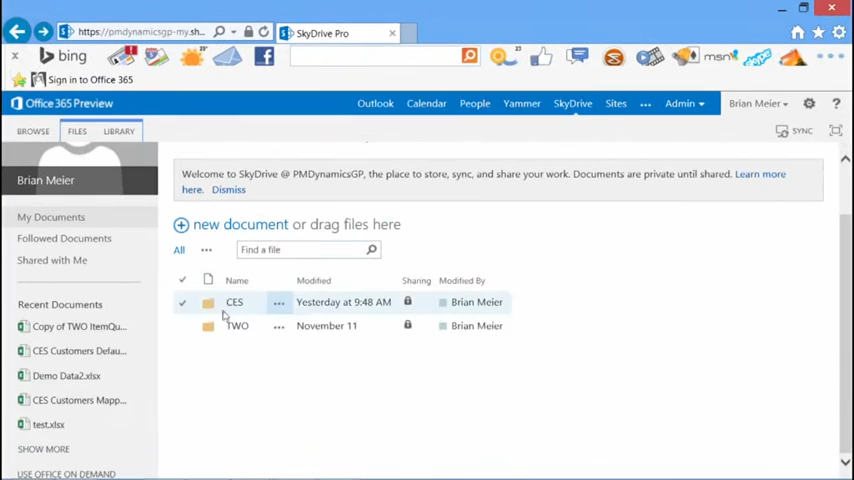 https://pmdynamicsgp-my.sh... SkyDrive Pro
bing 23 msn skype
Sign in to Office 365
Office 365 Preview Outlook Calendar People Yammer SkyDrive Sites ... Admin Brian Meier ?
BROWSE FILES LIBRARY SYNC
Brian Meier
Welcome to SkyDrive @ PMDynamicsGP, the place to store, sync, and share your work. Documents are private until shared. Learn more
here. Dismiss
My Documents
Followed Documents
Shared with Me
Recent Documents
Copy of TWO ItemQu...
CES Customers Defau...
Demo Data2.xlsx
CES Customers Mapp...
test.xlsx
SHOW MORE
USE OFFICE ON DEMAND
new document or drag files here
All ... Find a file
Name Modified Sharing Modified By
CES ... Yesterday at 9:48 AM Brian Meier
TWO ... November 11 Brian Meier